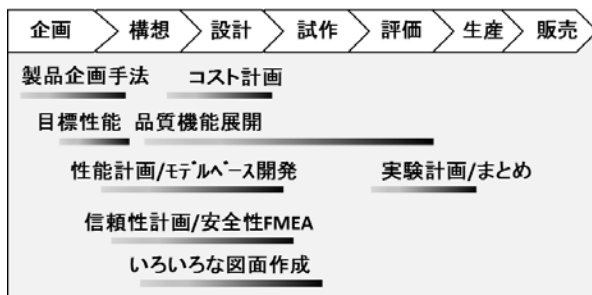 企画 構想 設計 試作 評価 生産 販売
製品企画手法 コスト計画
目標性能 品質機能展開
性能計画/モデルベース開発 実験計画/まとめ
信頼性計画/安全性FMEA
いろいろな図面作成